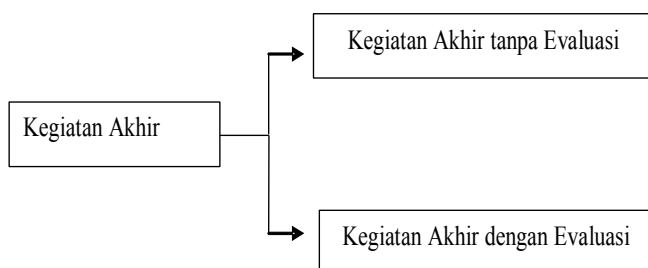 Kegiatan Akhir tanpa Evaluasi
Kegiatan Akhir
Kegiatan Akhir dengan Evaluasi